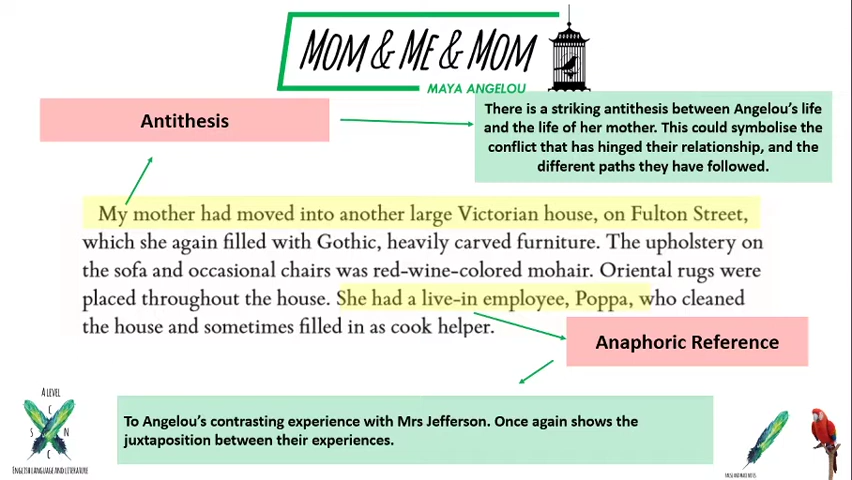 MOM & ME & MOM
MAYA ANGELOU
Antithesis
There is a striking antithesis between Angelou's life
and the life of her mother. This could symbolise the
conflict that has hinged their relationship, and the
different paths they have followed.
My mother had moved into another large Victorian house, on Fulton Street,
which she again filled with Gothic, heavily carved furniture. The upholstery on
the sofa and occasional chairs was red-wine-colored mohair. Oriental rugs were
placed throughout the house. She had a live-in employee, Poppa, who cleaned
the house and sometimes filled in as cook helper.
Anaphoric Reference
To Angelou's contrasting experience with Mrs Jefferson. Once again shows the
juxtaposition between their experiences.
A LEVEL
C
S N
C
ENGLISH LANGUAGE AND LITERATURE